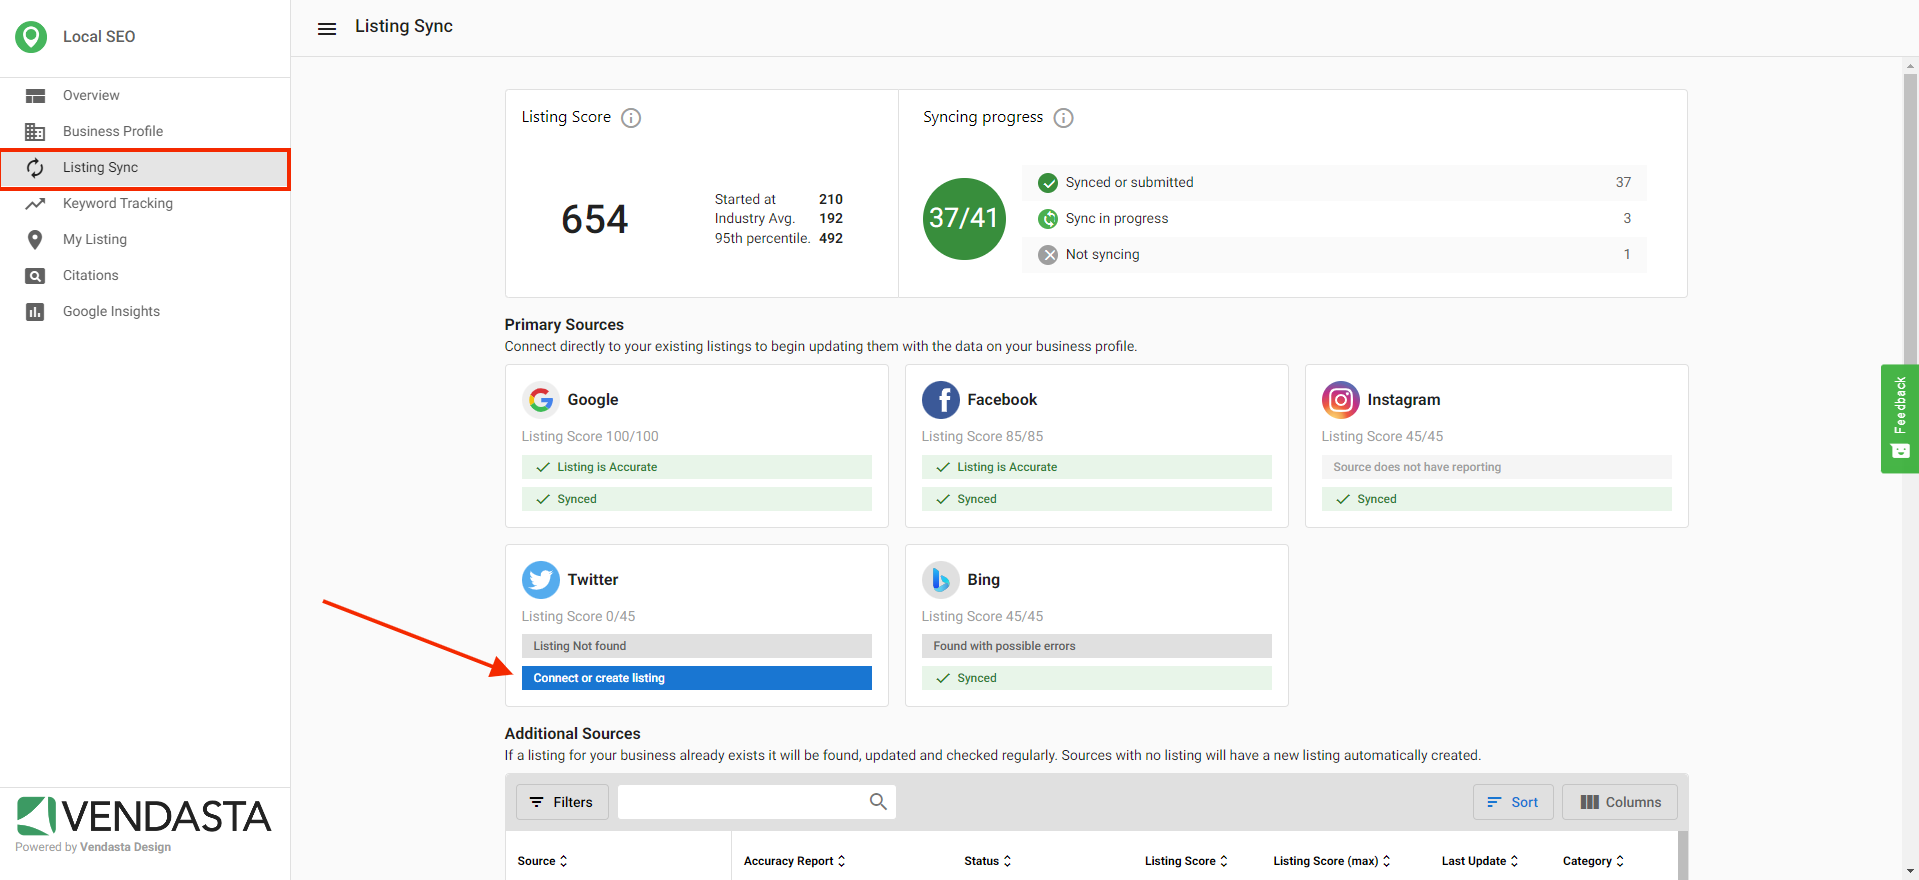 Local SEO
Listing Sync
Overview
Business Profile
Listing Sync
Keyword Tracking
My Listing
Citations
Google Insights
VENDASTA
Powered by Vendasta Design
Listing Score
654
Started at 210
Industry Avg. 192
95th percentile. 492
Syncing progress
37/41
Synced or submitted 37
Sync in progress 3
Not syncing 1
Primary Sources
Connect directly to your existing listings to begin updating them with the data on your business profile.
Google
Listing Score 100/100
Listing is Accurate
Synced
Facebook
Listing Score 85/85
Listing is Accurate
Synced
Instagram
Listing Score 45/45
Source does not have reporting
Synced
Twitter
Listing Score 0/45
Listing Not found
Connect or create listing
Bing
Listing Score 45/45
Found with possible errors
Synced
Additional Sources
If a listing for your business already exists it will be found, updated and checked regularly. Sources with no listing will have a new listing automatically created.
Filters Sort Columns
Source Accuracy Report Status Listing Score Listing Score (max) Last Update Category
Feedback